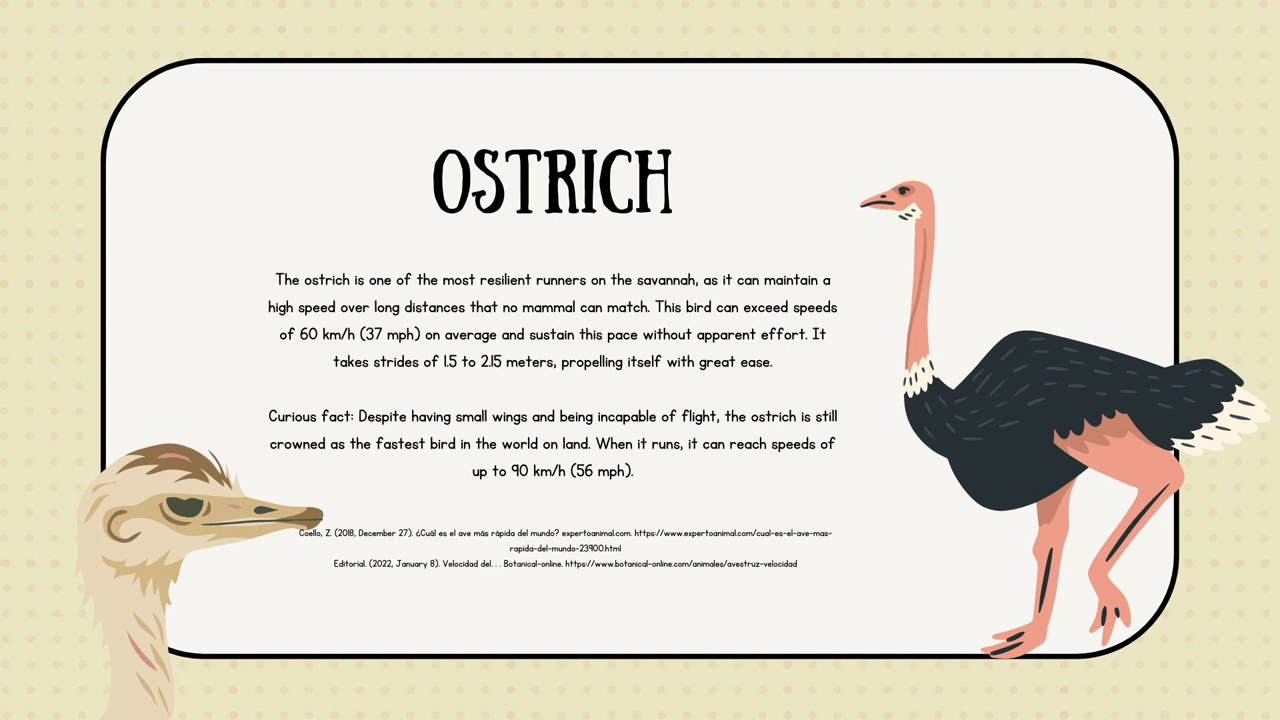 OSTRICH
The ostrich is one of the most resilient runners on the savannah, as it can maintain a
high speed over long distances that no mammal can match. This bird can exceed speeds
of 60 km/h (37 mph) on average and sustain this pace without apparent effort. It
takes strides of 1.5 to 2.15 meters, propelling itself with great ease.
Curious fact: Despite having small wings and being incapable of flight, the ostrich is still
crowned as the fastest bird in the world on land. When it runs, it can reach speeds of
up to 90 km/h (56 mph).
Coello, Z. (2018, December 27). ¿Cuál es el ave más rápida del mundo? expertoanimal.com. https://www.expertoanimal.com/cual-es-el-ave-mas-
rapida-del-mundo-23900.html
Editorial. (2022, January 8). Velocidad del. . . Botanical-online. https://www.botanical-online.com/animales/avestruz-velocidad